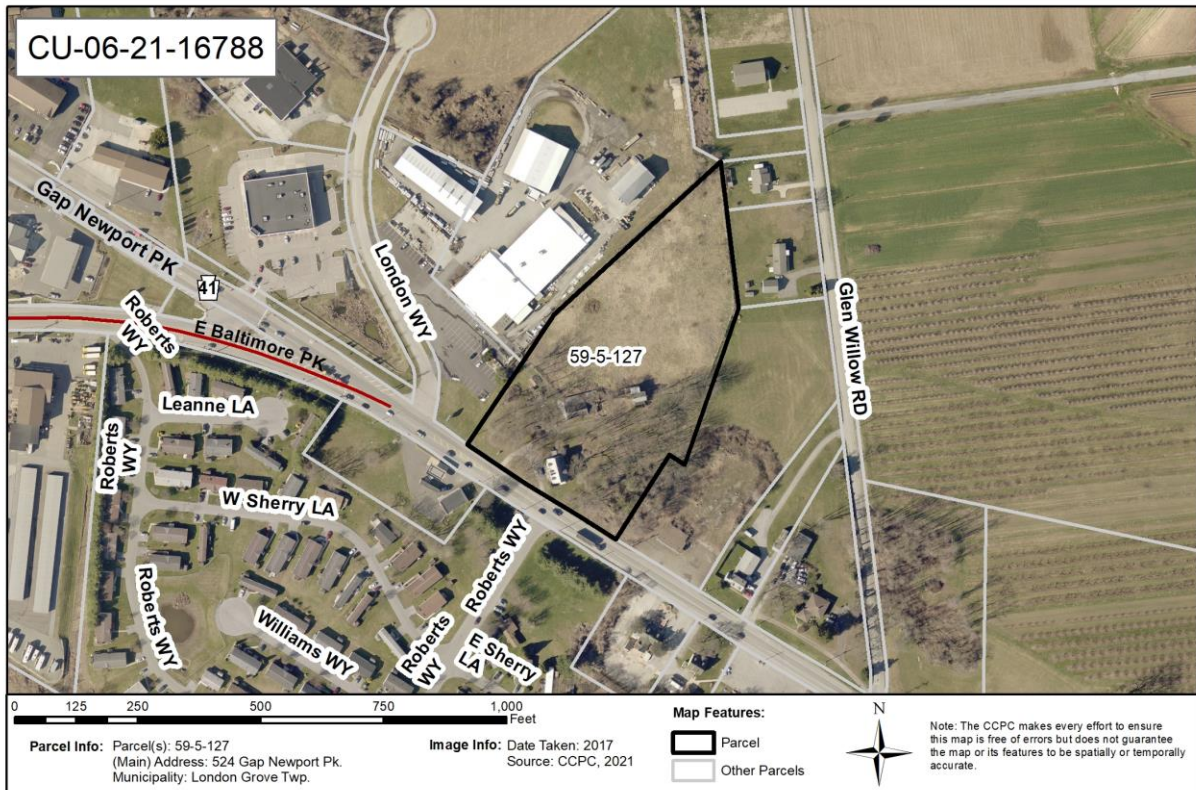 CU-06-21-16788
Gap Newport PK
41
E Baltimore PK
Roberts WY
London WY
Leanne LA
Roberts WY
W Sherry LA
Roberts WY
Williams WY
Roberts WY
Roberts WY
E Sherry LA
59-5-127
Glen Willow RD
0 125 250 500 750 1,000
Feet
Parcel Info: Parcel(s): 59-5-127
(Main) Address: 524 Gap Newport Pk.
Municipality: London Grove Twp.
Image Info: Date Taken: 2017
Source: CCPC, 2021
Map Features:
Parcel
Other Parcels
N
Note: The CCPC makes every effort to ensure
this map is free of errors but does not guarantee
the map or its features to be spatially or temporally
accurate.